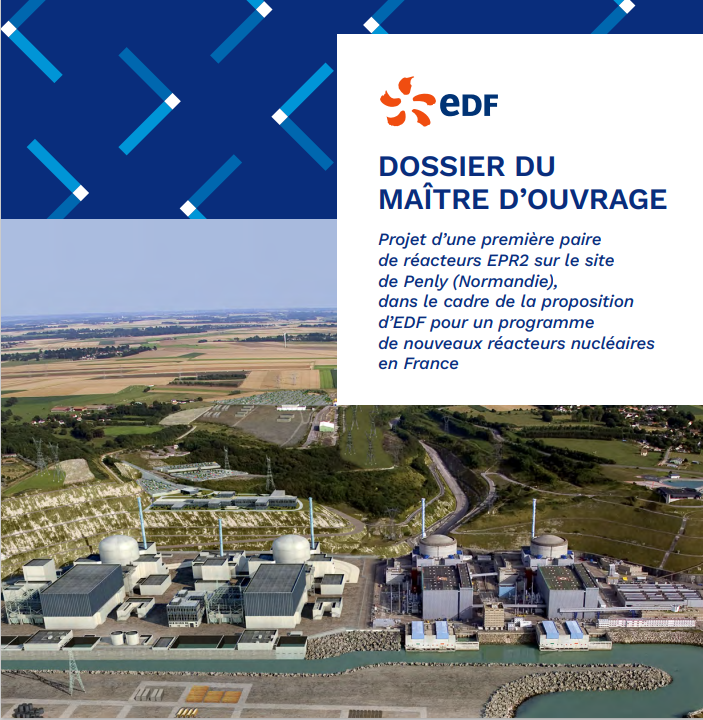 eDF
DOSSIER DU
MAÎTRE D’OUVRAGE
Projet d’une première paire
de réacteurs EPR2 sur le site
de Penly (Normandie),
dans le cadre de la proposition
d’EDF pour un programme
de nouveaux réacteurs nucléaires
en France